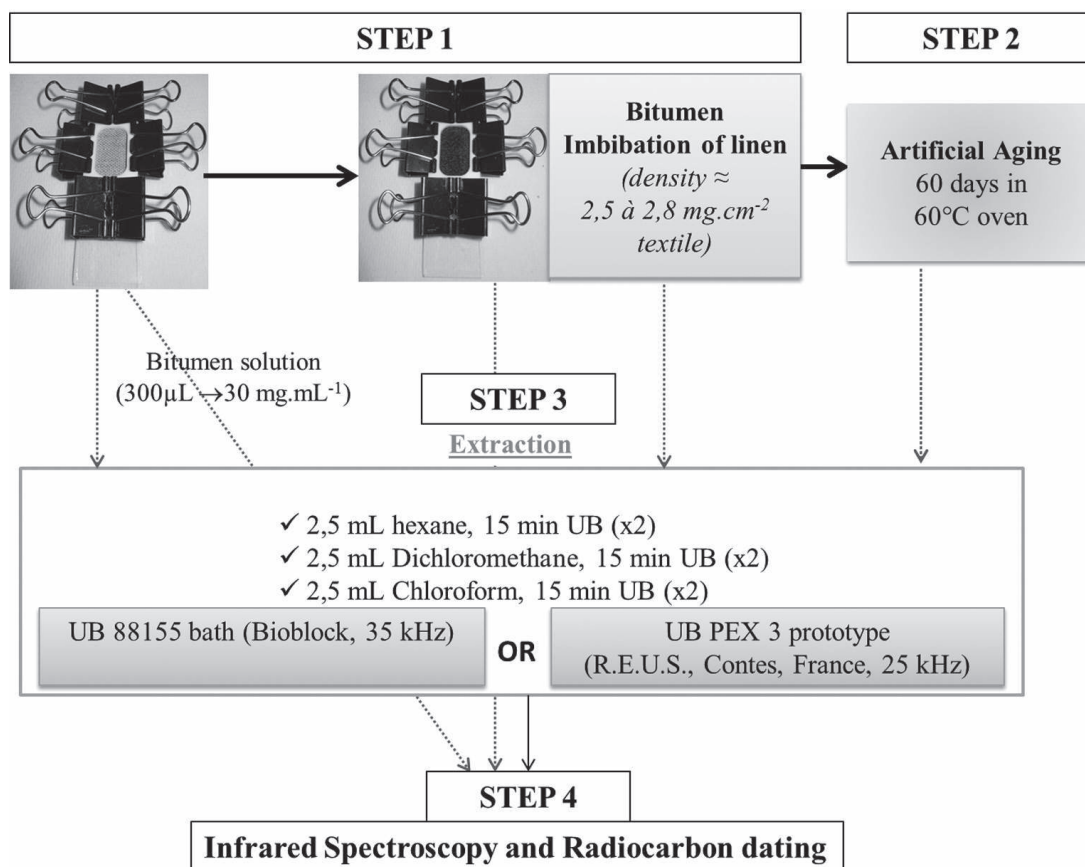 STEP 1
STEP 2
Bitumen
Imbibation of linen
(density ≈
2,5 à 2,8 mg.cm-2
textile)
Artificial Aging
60 days in
60°C oven
Bitumen solution
(300µL →30 mg.mL-1)
STEP 3
Extraction
✓ 2,5 mL hexane, 15 min UB (x2)
✓ 2,5 mL Dichloromethane, 15 min UB (x2)
✓ 2,5 mL Chloroform, 15 min UB (x2)
UB 88155 bath (Bioblock, 35 kHz)
OR
UB PEX 3 prototype
(R.E.U.S., Contes, France, 25 kHz)
STEP 4
Infrared Spectroscopy and Radiocarbon dating